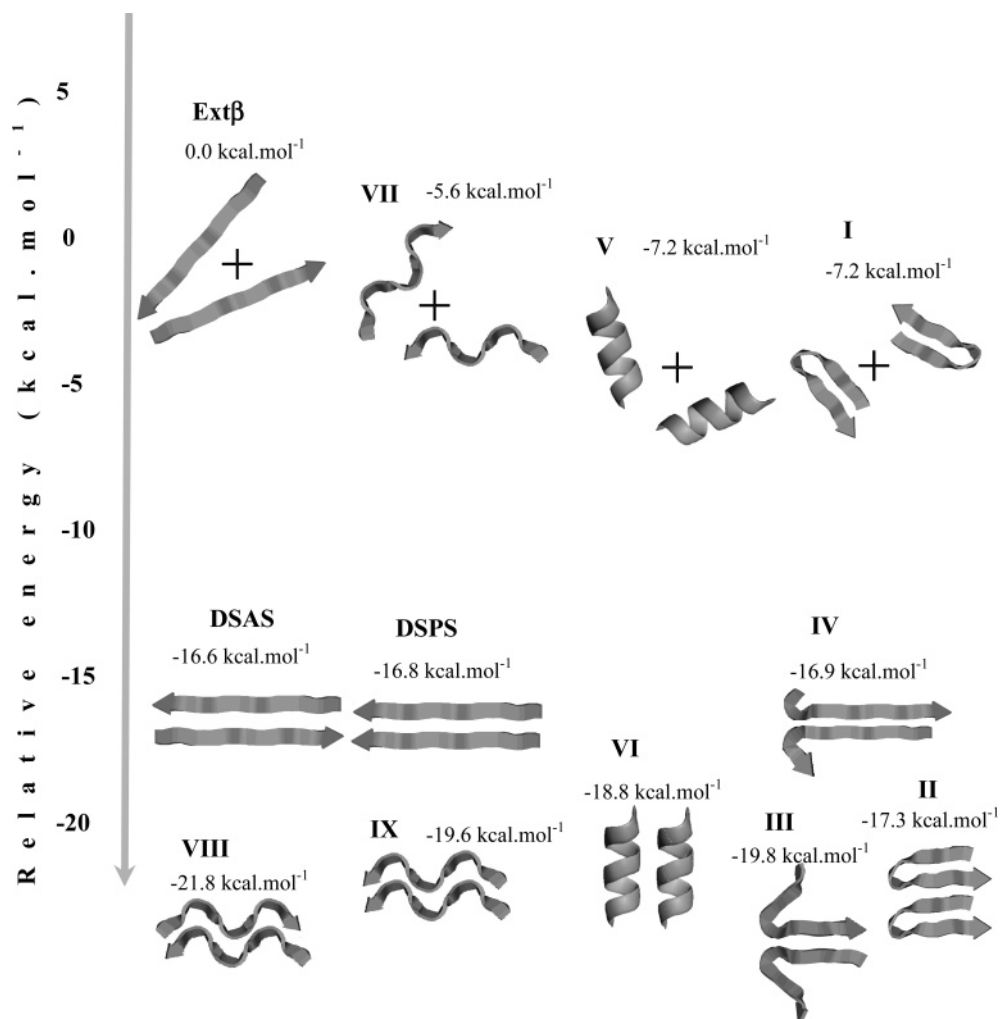 Relative energy (kcal.mol⁻¹)
5
0
-5
-10
-15
-20
Extβ
0.0 kcal.mol⁻¹
+
VII
-5.6 kcal.mol⁻¹
+
V
-7.2 kcal.mol⁻¹
+
I
-7.2 kcal.mol⁻¹
+
DSAS
-16.6 kcal.mol⁻¹
DSPS
-16.8 kcal.mol⁻¹
IV
-16.9 kcal.mol⁻¹
VI
-18.8 kcal.mol⁻¹
II
-17.3 kcal.mol⁻¹
III
-19.8 kcal.mol⁻¹
VIII
-21.8 kcal.mol⁻¹
IX
-19.6 kcal.mol⁻¹